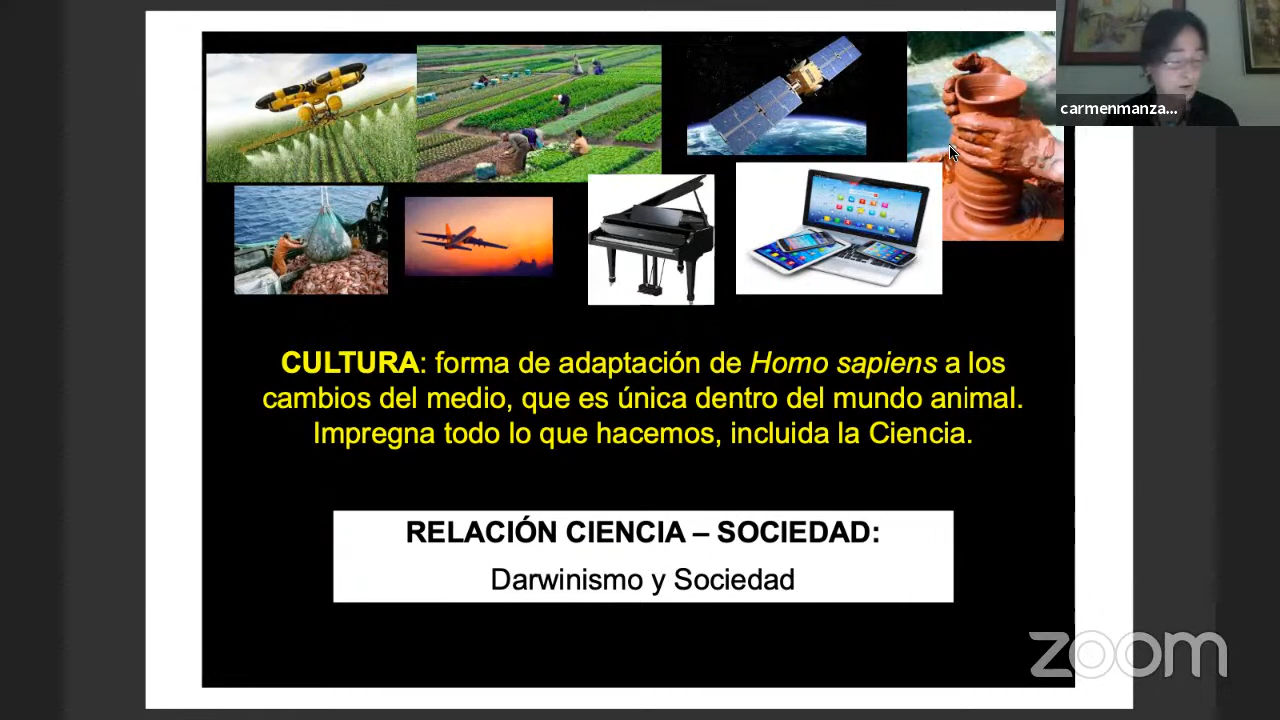 carmenmanza...
CULTURA: forma de adaptación de Homo sapiens a los
cambios del medio, que es única dentro del mundo animal.
Impregna todo lo que hacemos, incluida la Ciencia.
RELACIÓN CIENCIA – SOCIEDAD:
Darwinismo y Sociedad
zoom